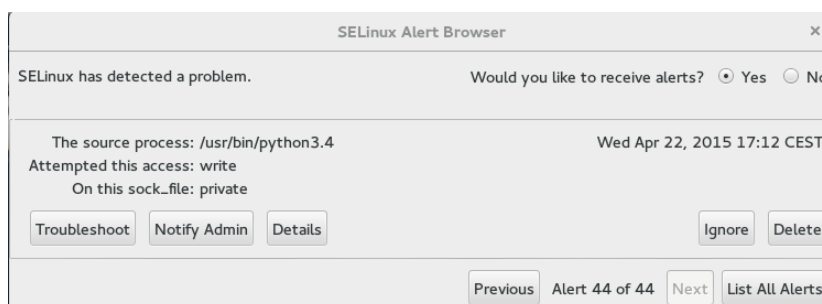 SELinux Alert Browser ×
SELinux has detected a problem. Would you like to receive alerts? Yes No
The source process: /usr/bin/python3.4 Wed Apr 22, 2015 17:12 CEST
Attempted this access: write
On this sock_file: private
Troubleshoot Notify Admin Details Ignore Delete
Previous Alert 44 of 44 Next List All Alerts